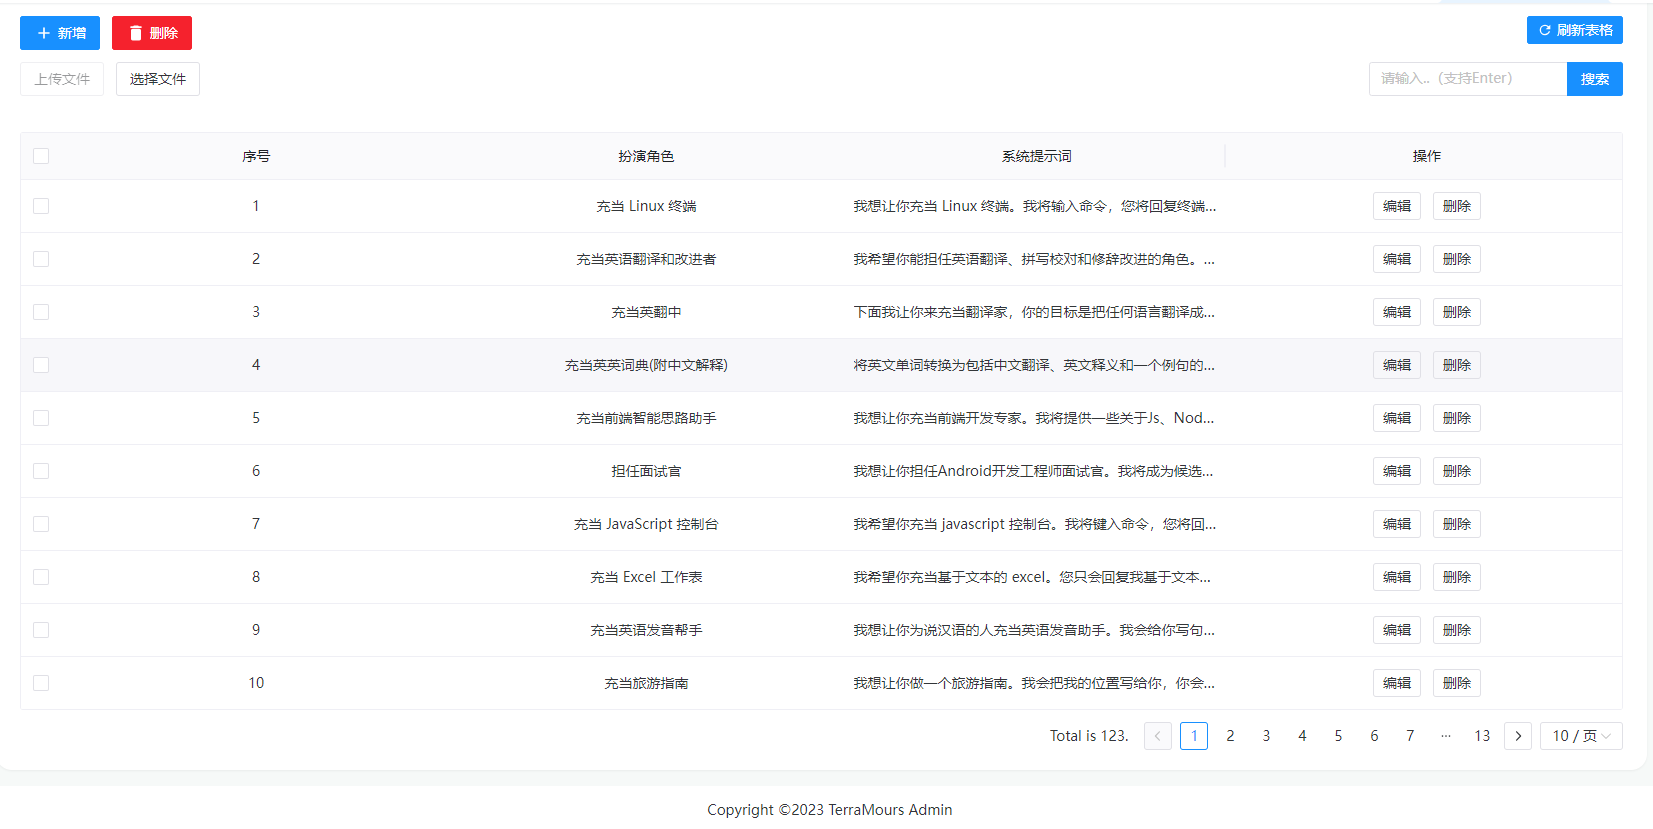 新增 删除 刷新表格
上传文件 选择文件 请输入..（支持Enter） 搜索
序号 扮演角色 系统提示词 操作
1 充当 Linux 终端 我想让你充当 Linux 终端。我将输入命令，您将回复终端... 编辑 删除
2 充当英语翻译和改进者 我希望你能担任英语翻译、拼写校对和修辞改进的角色。... 编辑 删除
3 充当英翻中 下面我让你来充当翻译家，你的目标是把任何语言翻译成... 编辑 删除
4 充当英英词典(附中文解释) 将英文单词转换为包括中文翻译、英文释义和一个例句的... 编辑 删除
5 充当前端智能思路助手 我想让你充当前端开发专家。我将提供一些关于Js、Nod... 编辑 删除
6 担任面试官 我想让你担任Android开发工程师面试官。我将成为候选... 编辑 删除
7 充当 JavaScript 控制台 我希望你充当 javascript 控制台。我将键入命令，您将回... 编辑 删除
8 充当 Excel 工作表 我希望你充当基于文本的 excel。您只会回复我基于文本... 编辑 删除
9 充当英语发音帮手 我想让你为说汉语的人充当英语发音助手。我会给你写句... 编辑 删除
10 充当旅游指南 我想让你做一个旅游指南。我会把我的位置写给你，你会... 编辑 删除
Total is 123. 1 2 3 4 5 6 7 ... 13 10 / 页
Copyright ©2023 TerraMours Admin